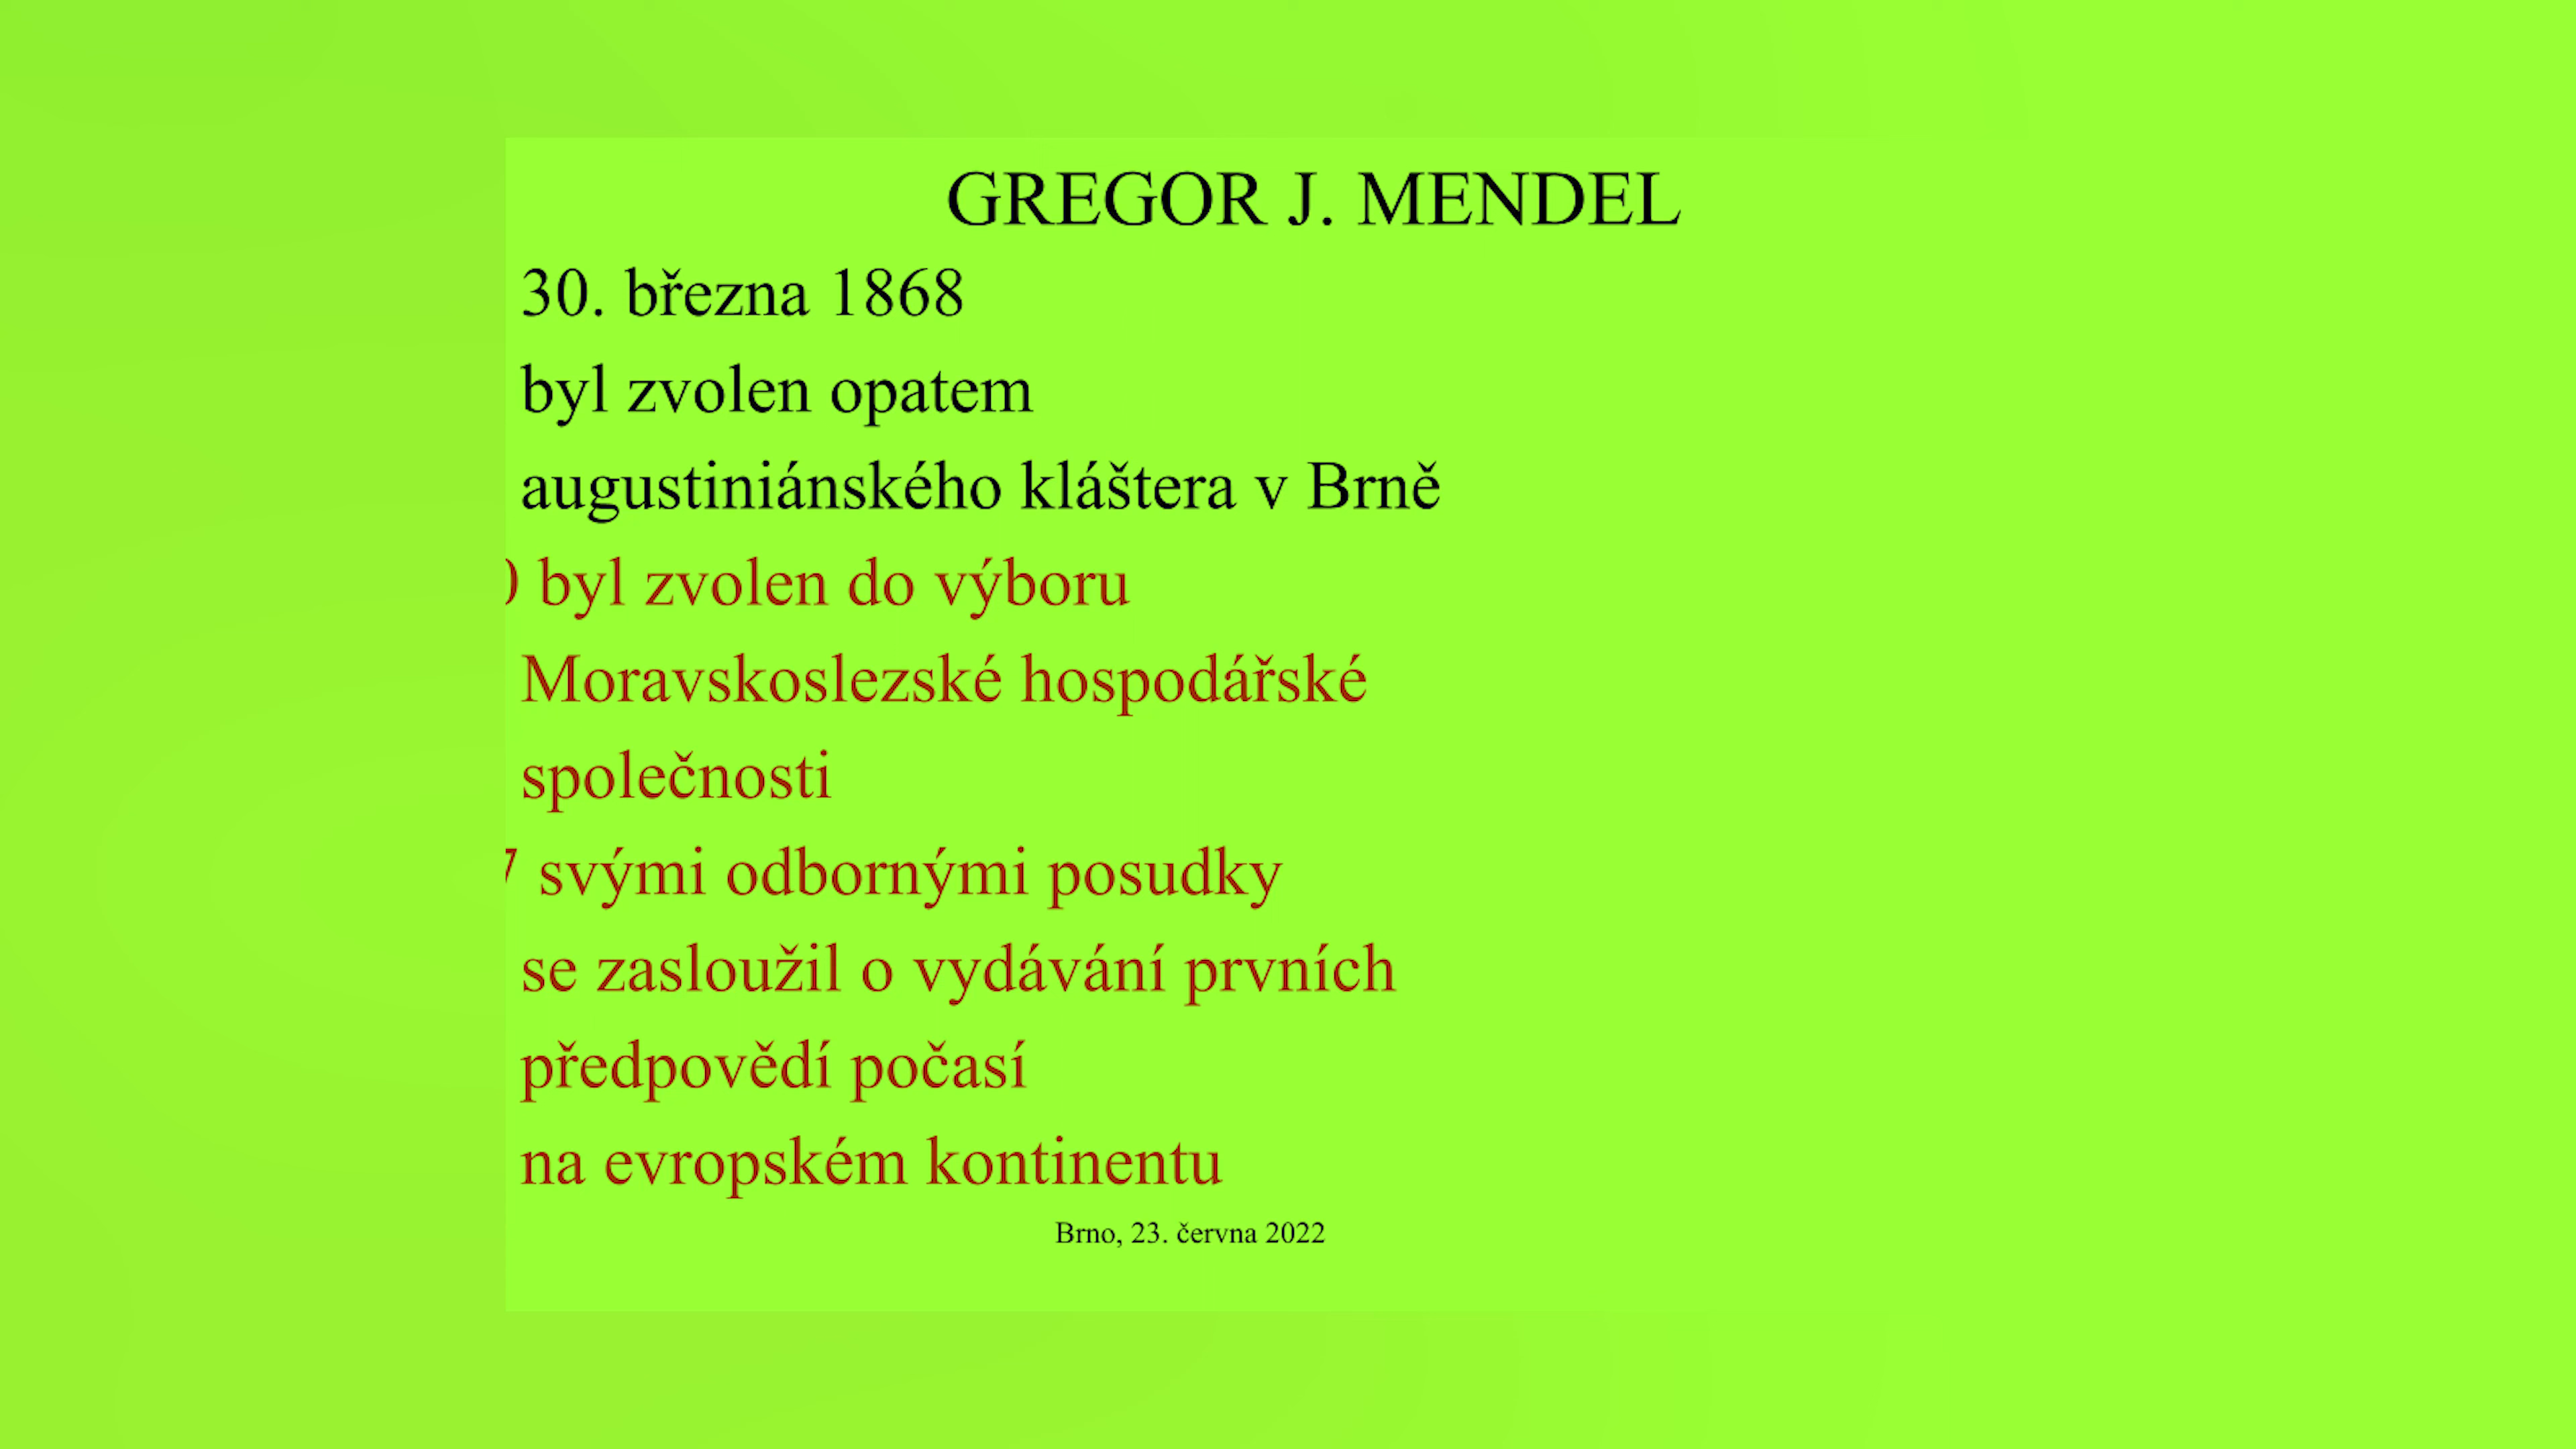 GREGOR J. MENDEL
30. března 1868
byl zvolen opatem
augustiniánského kláštera v Brně
byl zvolen do výboru
Moravskoslezské hospodářské
společnosti
svými odbornými posudky
se zasloužil o vydávání prvních
předpovědí počasí
na evropském kontinentu
Brno, 23. června 2022